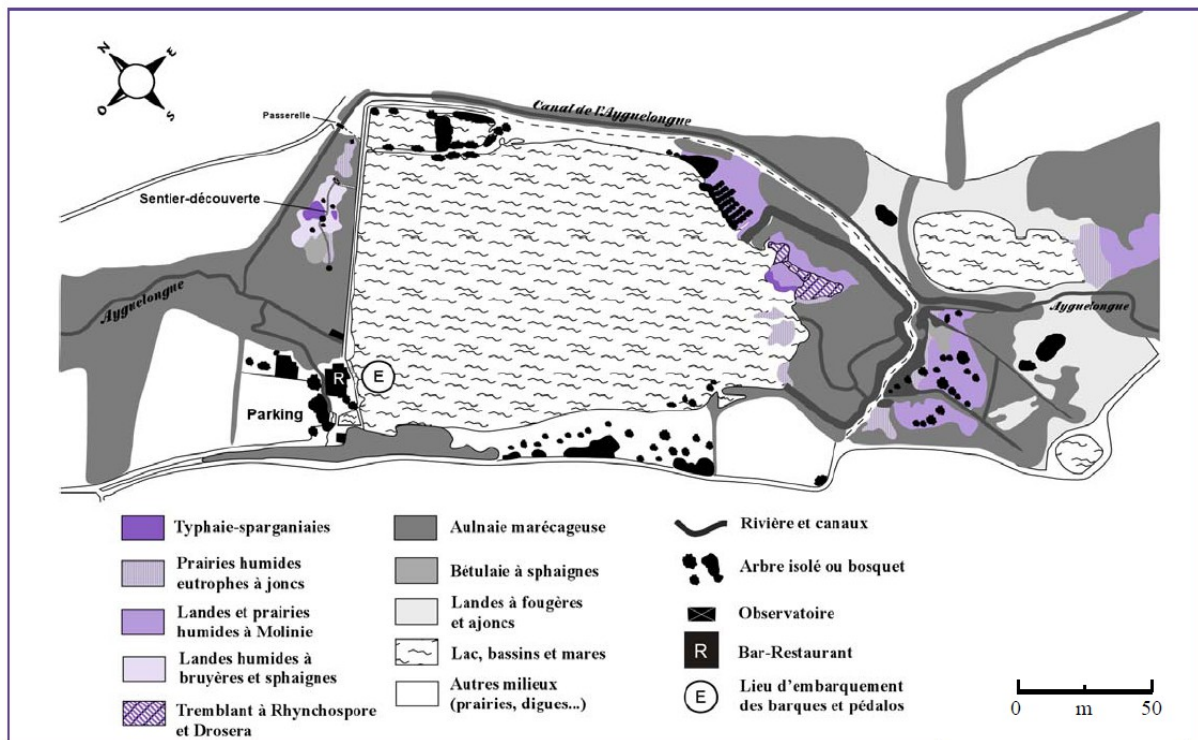 N
E
O
S
Passerelle
Canal de l'Ayguelongue
Sentier-découverte
Ayguelongue
Ayguelongue
R
E
Parking
Typhaie-sparganiaies
Prairies humides
eutrophes à joncs
Landes et prairies
humides à Molinie
Landes humides à
bruyères et sphaignes
Tremblant à Rhynchospore
et Drosera
Aulnaie marécageuse
Bétulaie à sphaignes
Landes à fougères
et ajoncs
Lac, bassins et mares
Autres milieux
(prairies, digues...)
Rivière et canaux
Arbre isolé ou bosquet
Observatoire
R
Bar-Restaurant
E
Lieu d'embarquement
des barques et pédalos
0 m 50